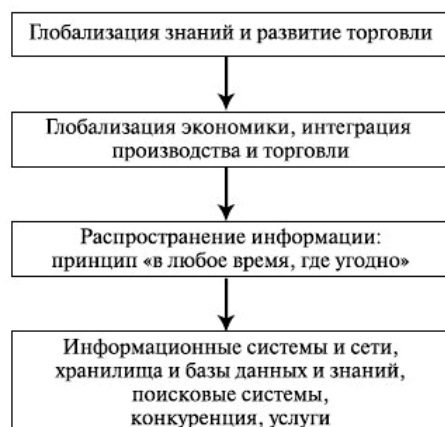 Глобализация знаний и развитие торговли
Глобализация экономики, интеграция
производства и торговли
Распространение информации:
принцип «в любое время, где угодно»
Информационные системы и сети,
хранилища и базы данных и знаний,
поисковые системы,
конкуренция, услуги